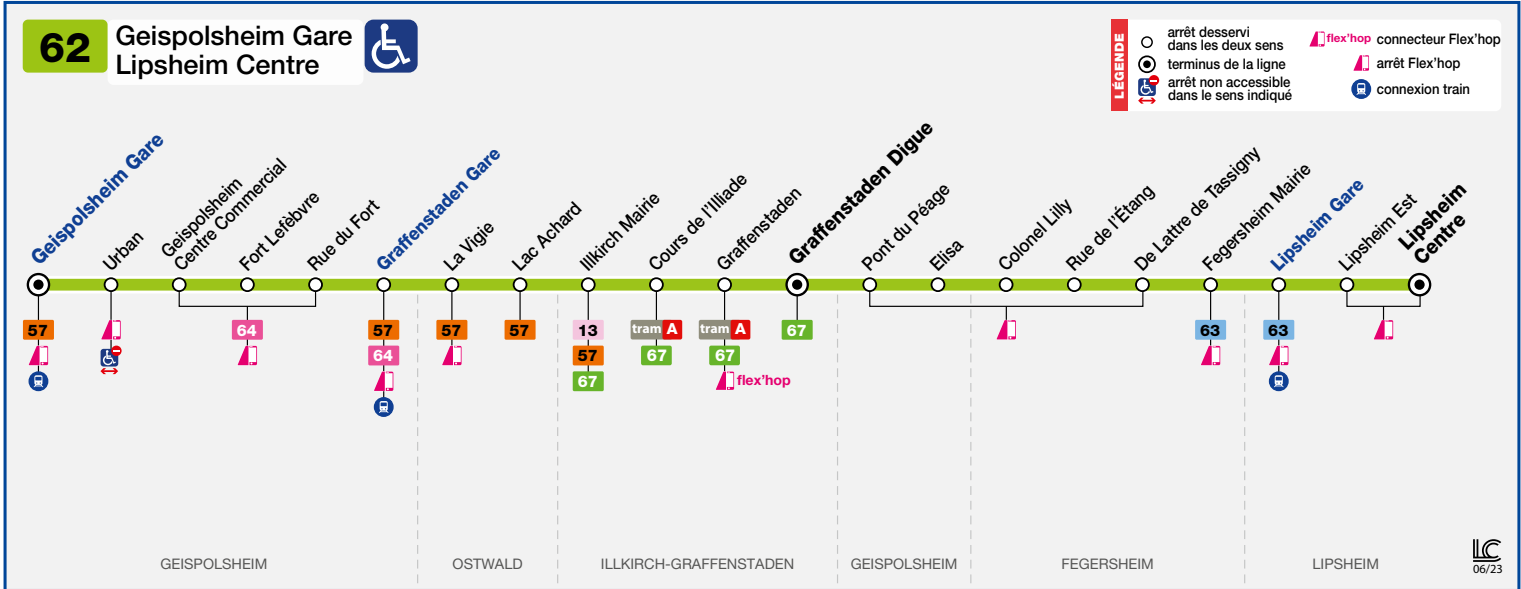 62
Geispolsheim Gare
Lipsheim Centre
LÉGENDE
arrêt desservi
dans les deux sens
terminus de la ligne
arrêt non accessible
dans le sens indiqué
flex'hop connecteur Flex'hop
arrêt Flex'hop
connexion train
Geispolsheim Gare
Urban
Geispolsheim
Centre Commercial
Fort Lefèbvre
Rue du Fort
Graffenstaden Gare
La Vigie
Lac Achard
Illkirch Mairie
Cours de l'Illiade
Graffenstaden
Graffenstaden Digue
Pont du Péage
Elisa
Colonel Lilly
Rue de l'Étang
De Lattre de Tassigny
Fegersheim Mairie
Lipsheim Gare
Lipsheim Est
Lipsheim
Centre
57
64
57
64
57
57
13
57
67
tram A
67
tram A
67
flex'hop
67
63
63
GEISPOLSHEIM
OSTWALD
ILLKIRCH-GRAFFENSTADEN
GEISPOLSHEIM
FEGERSHEIM
LIPSHEIM
LC
06/23